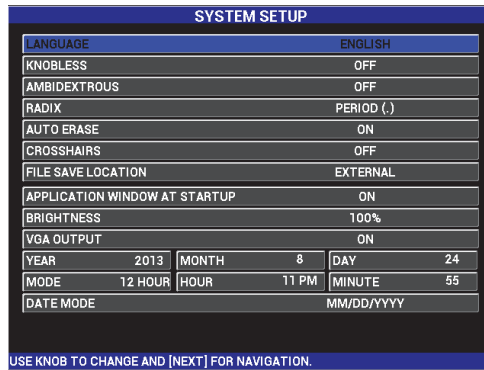 SYSTEM SETUP
LANGUAGE ENGLISH
KNOBLESS OFF
AMBIDEXTROUS OFF
RADIX PERIOD (.)
AUTO ERASE ON
CROSSHAIRS OFF
FILE SAVE LOCATION EXTERNAL
APPLICATION WINDOW AT STARTUP ON
BRIGHTNESS 100%
VGA OUTPUT ON
YEAR 2013 MONTH 8 DAY 24
MODE 12 HOUR HOUR 11 PM MINUTE 55
DATE MODE MM/DD/YYYY
USE KNOB TO CHANGE AND [NEXT] FOR NAVIGATION.